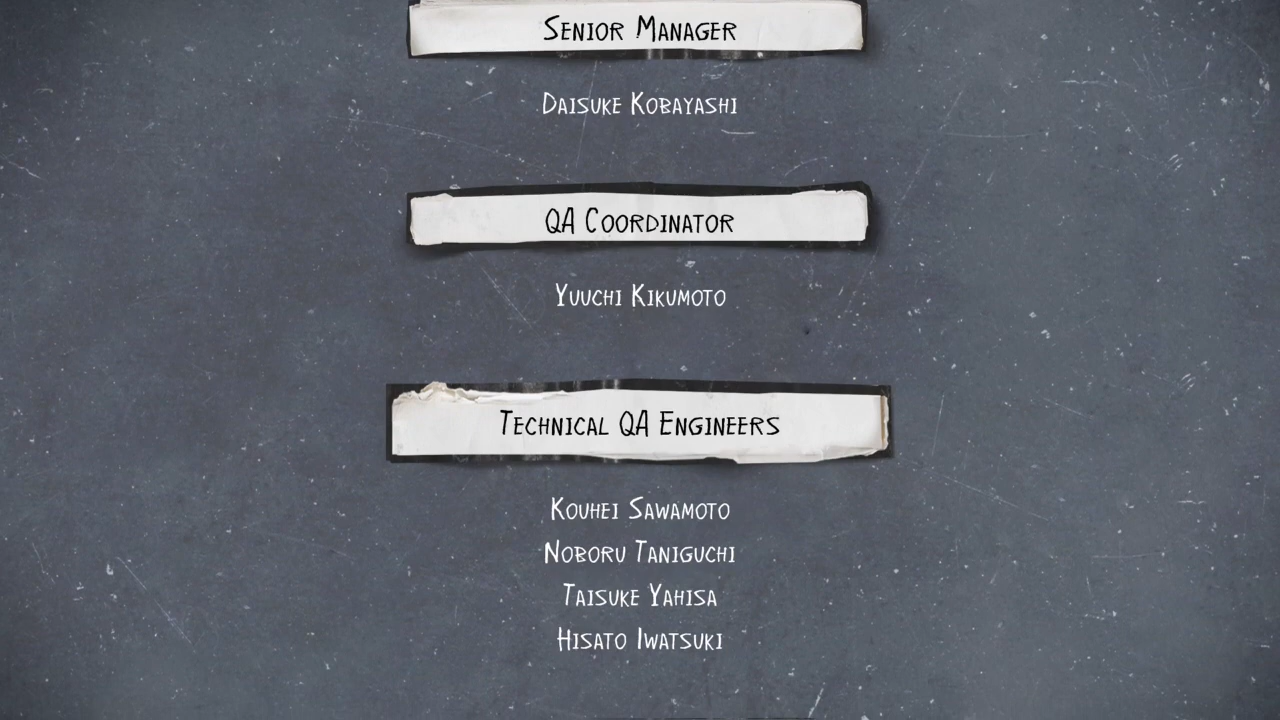 Senior Manager
Daisuke Kobayashi
QA Coordinator
Yuuchi Kikumoto
Technical QA Engineers
Kouhei Sawamoto
Noboru Taniguchi
Taisuke Yahisa
Hisato Iwatsuki